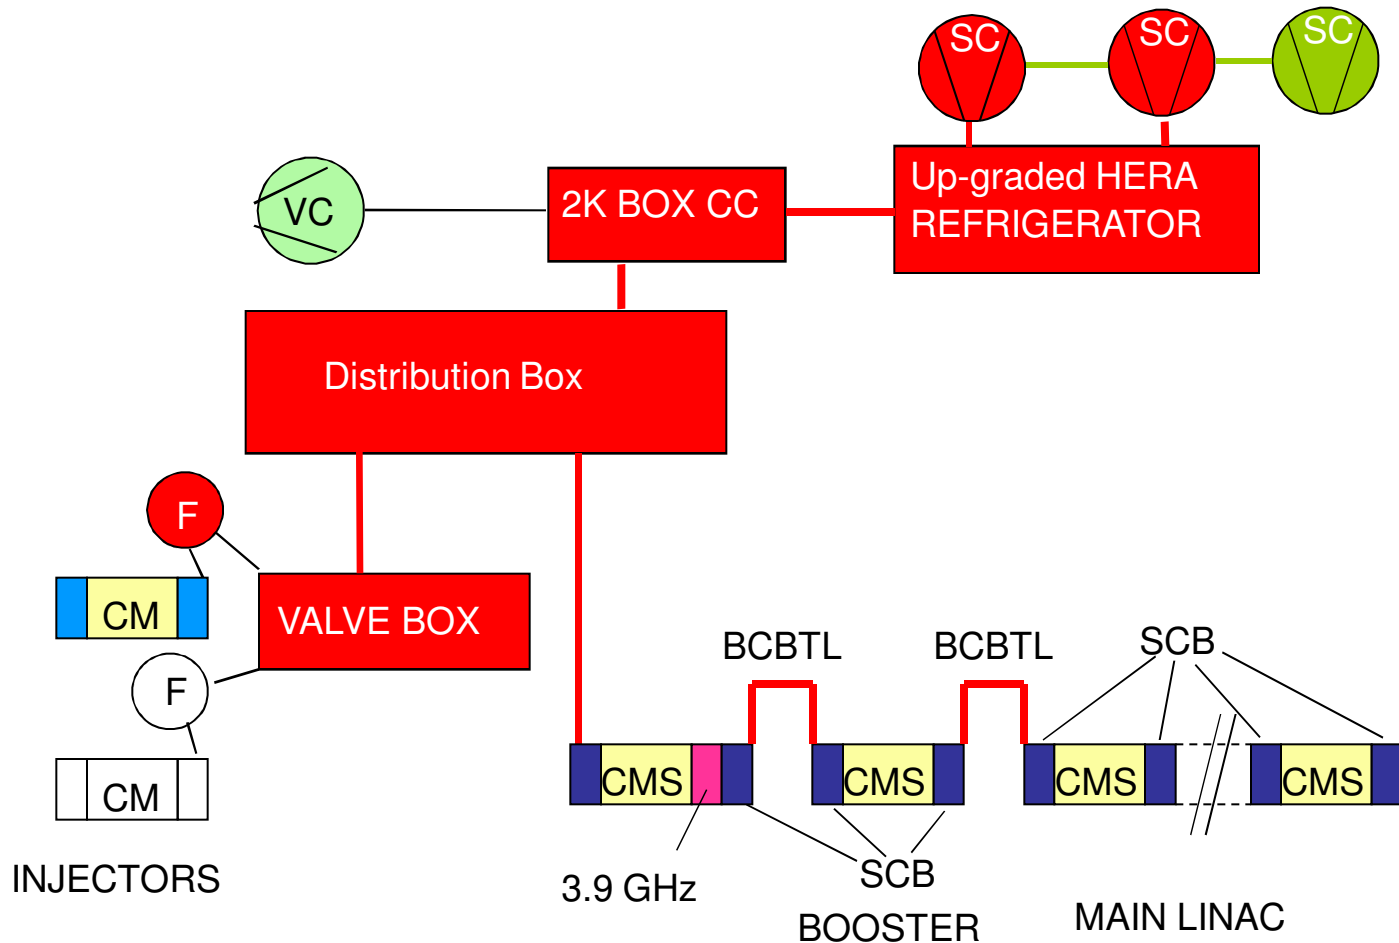 SC
SC
SC
Up-graded HERA
REFRIGERATOR
2K BOX CC
VC
Distribution Box
F
CM
VALVE BOX
F
CM
INJECTORS
BCBTL
BCBTL
SCB
CMS
CMS
CMS
CMS
3.9 GHz
SCB
BOOSTER
MAIN LINAC